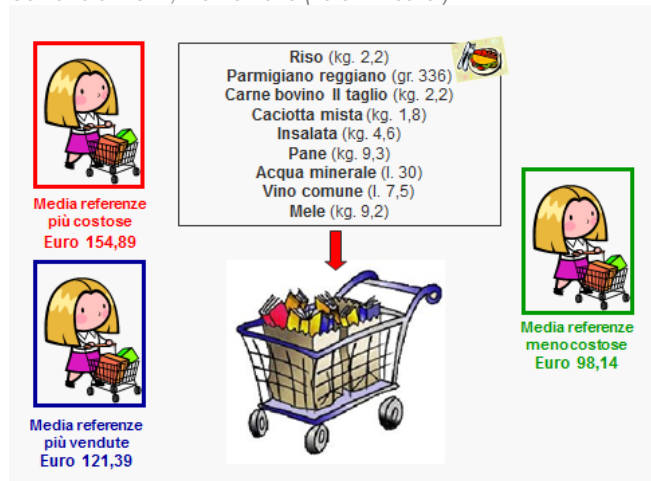 Riso (kg. 2,2)
Parmigiano reggiano (gr. 336)
Carne bovino II taglio (kg. 2,2)
Caciotta mista (kg. 1,8)
Insalata (kg. 4,6)
Pane (kg. 9,3)
Acqua minerale (l. 30)
Vino comune (l. 7,5)
Mele (kg. 9,2)
Media referenze
più costose
Euro 154,89
Media referenze
più vendute
Euro 121,39
Media referenze
meno costose
Euro 98,14